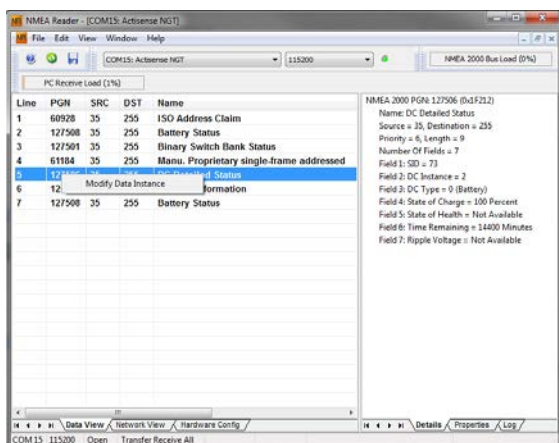 NMEA Reader - [COM15: Actisense NGT]
File Edit View Window Help
COM15: Actisense NGT 115200 NMEA 2000 Bus Load (0%)
PC Receive Load (1%)
Line PGN SRC DST Name
1 60928 35 255 ISO Address Claim
2 127508 35 255 Battery Status
3 127501 35 255 Binary Switch Bank Status
4 61184 35 255 Manu. Proprietary single-frame addressed
5 DC Detailed Status
Modify Data Instance
6 12
7 127508 35 255 Battery Status
NMEA 2000 PGN: 127506 (0x1F212)
Name: DC Detailed Status
Source = 35, Destination = 255
Priority = 6, Length = 9
Number Of Fields = 7
Field 1: SID = 73
Field 2: DC Instance = 2
Field 3: DC Type = 0 (Battery)
Field 4: State of Charge = 100 Percent
Field 5: State of Health = Not Available
Field 6: Time Remaining = 14400 Minutes
Field 7: Ripple Voltage = Not Available
Data View Network View Hardware Config
Details Properties Log
COM 15 115200 Open Transfer Receive All